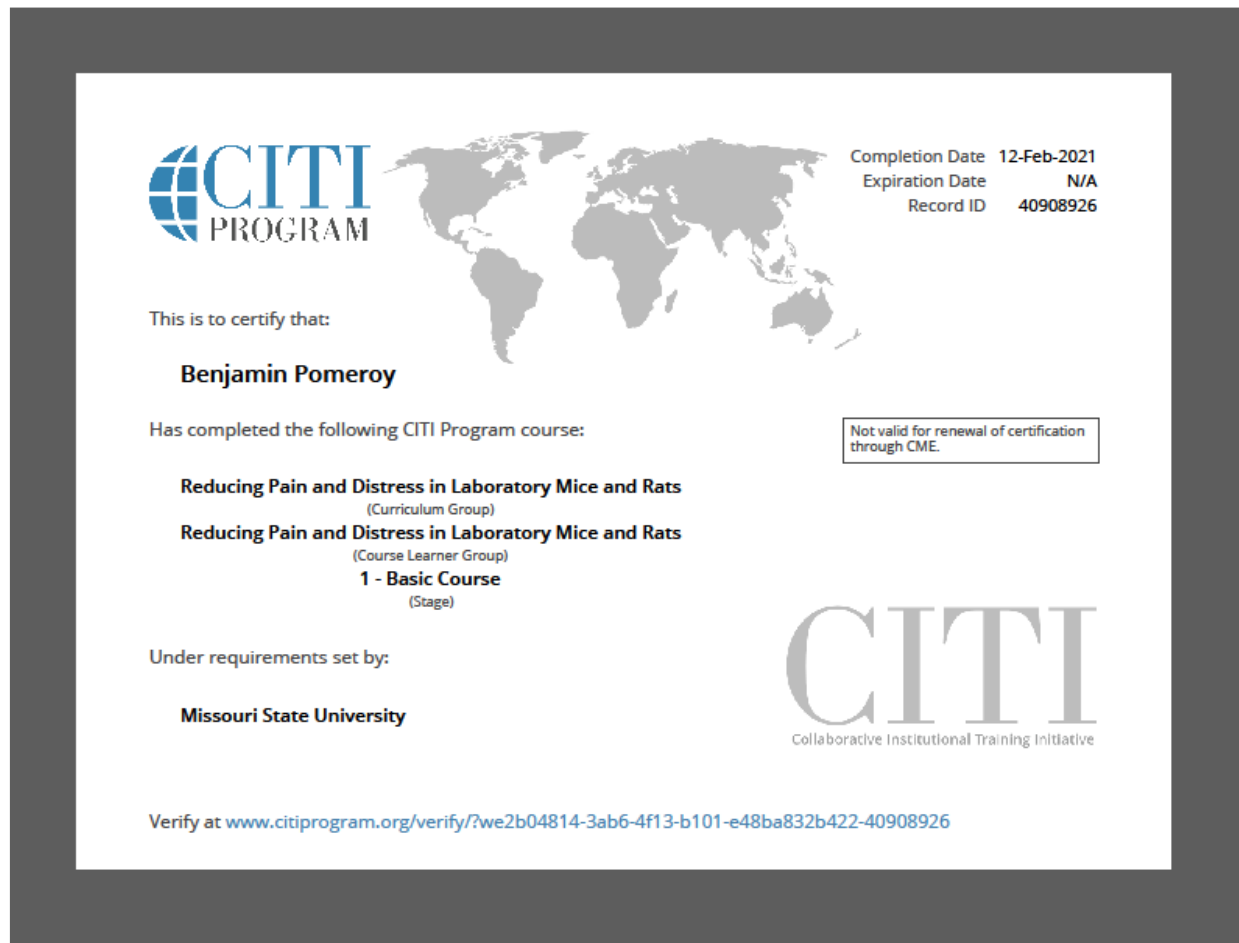 CITI
PROGRAM
Completion Date 12-Feb-2021
Expiration Date N/A
Record ID 40908926
This is to certify that:
Benjamin Pomeroy
Has completed the following CITI Program course:
Not valid for renewal of certification
through CME.
Reducing Pain and Distress in Laboratory Mice and Rats
(Curriculum Group)
Reducing Pain and Distress in Laboratory Mice and Rats
(Course Learner Group)
1 - Basic Course
(Stage)
Under requirements set by:
Missouri State University
CITI
Collaborative Institutional Training Initiative
Verify at www.citiprogram.org/verify/?we2b04814-3ab6-4f13-b101-e48ba832b422-40908926